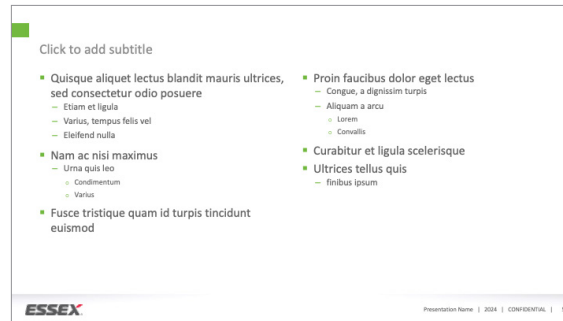 Click to add subtitle
Quisque aliquet lectus blandit mauris ultrices,
sed consectetur odio posuere
Etiam et ligula
Varius, tempus felis vel
Eleifend nulla
Nam ac nisi maximus
Urna quis leo
Condimentum
Varius
Fusce tristique quam id turpis tincidunt
euismod
Proin faucibus dolor eget lectus
Congue, a dignissim turpis
Aliquam a arcu
Lorem
Convallis
Curabitur et ligula scelerisque
Ultrices tellus quis
finibus ipsum
ESSEX
Presentation Name | 2024 | CONFIDENTIAL |